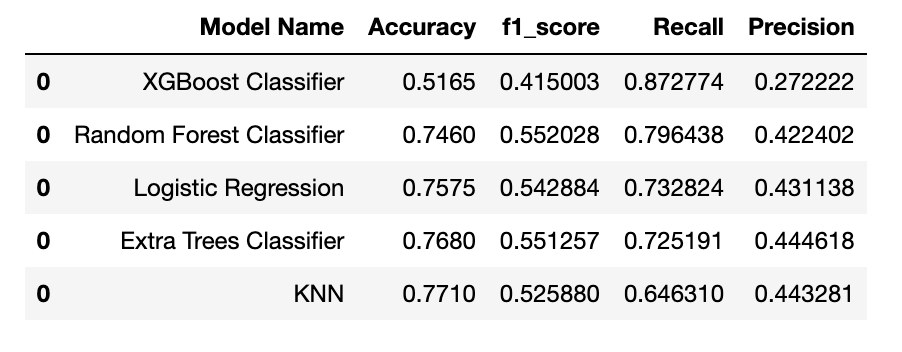 Model Name Accuracy f1_score Recall Precision
0 XGBoost Classifier 0.5165 0.415003 0.872774 0.272222
0 Random Forest Classifier 0.7460 0.552028 0.796438 0.422402
0 Logistic Regression 0.7575 0.542884 0.732824 0.431138
0 Extra Trees Classifier 0.7680 0.551257 0.725191 0.444618
0 KNN 0.7710 0.525880 0.646310 0.443281